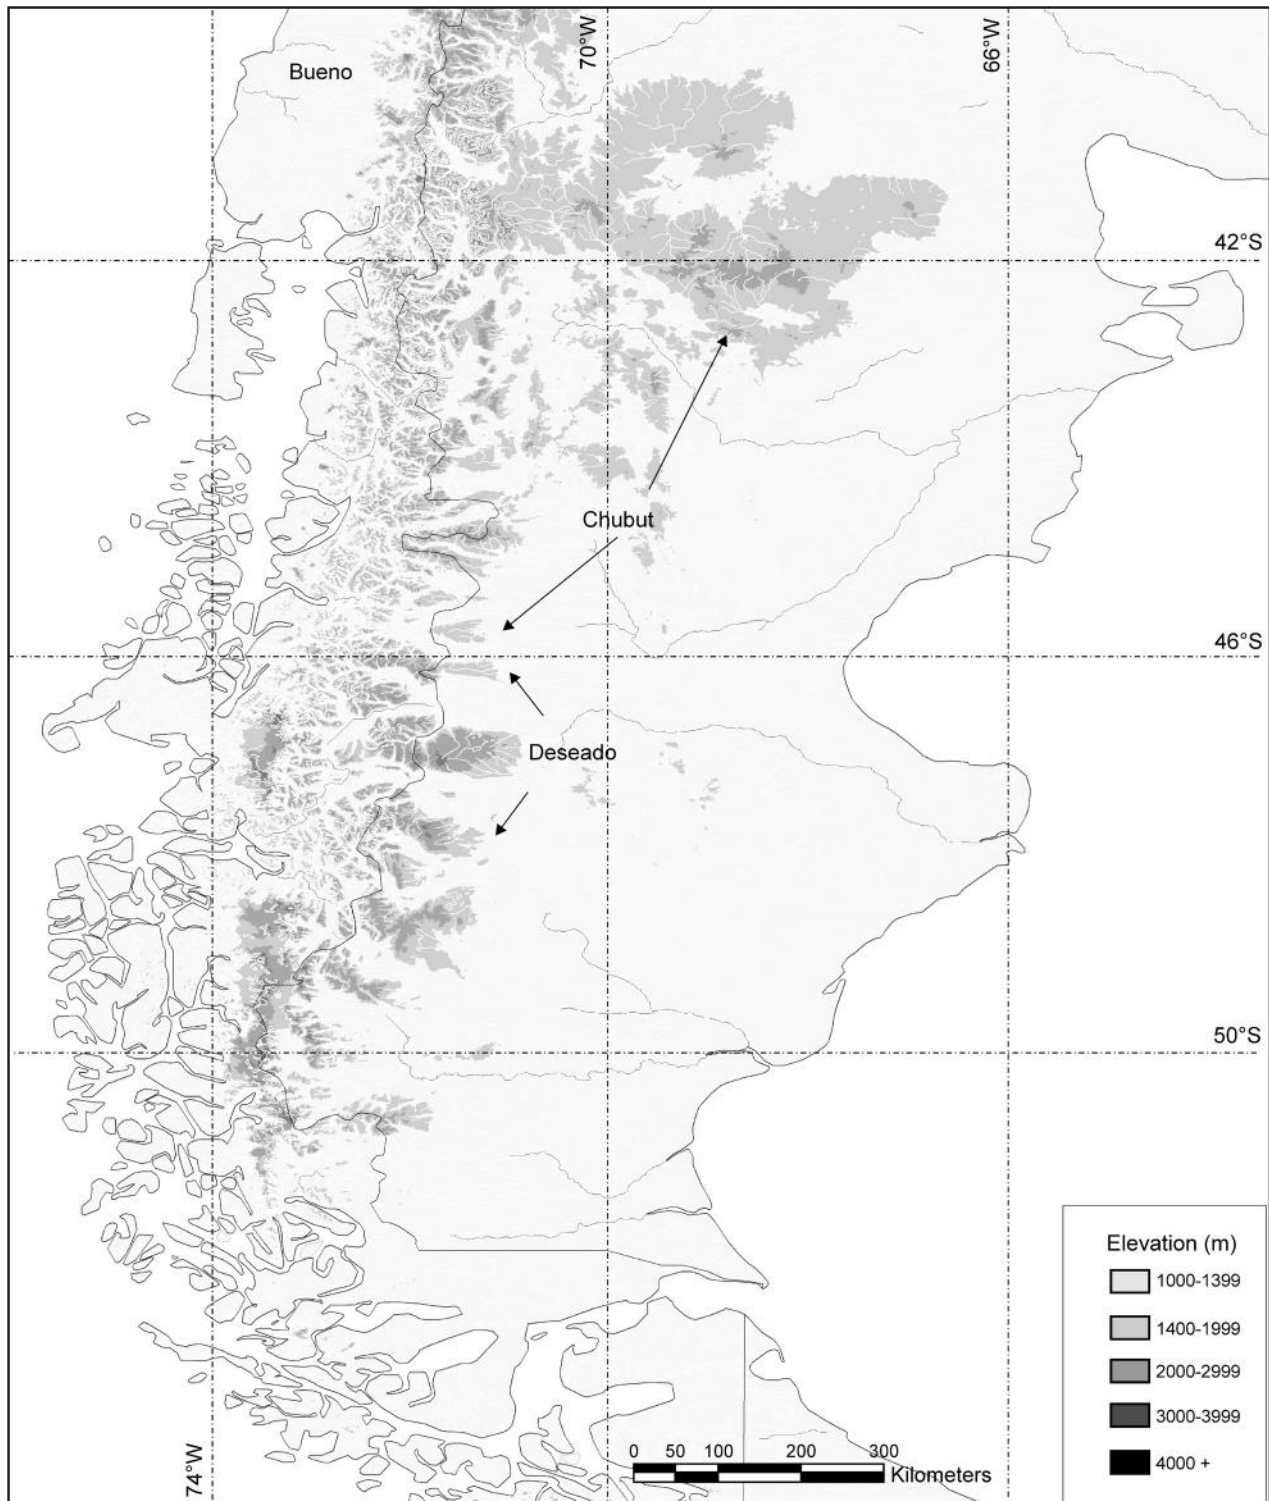 70°W
66°W
Bueno
42°S
Chubut
46°S
Deseado
50°S
74°W
Elevation (m)
1000-1399
1400-1999
2000-2999
3000-3999
4000 +
0 50 100 200 300
Kilometers